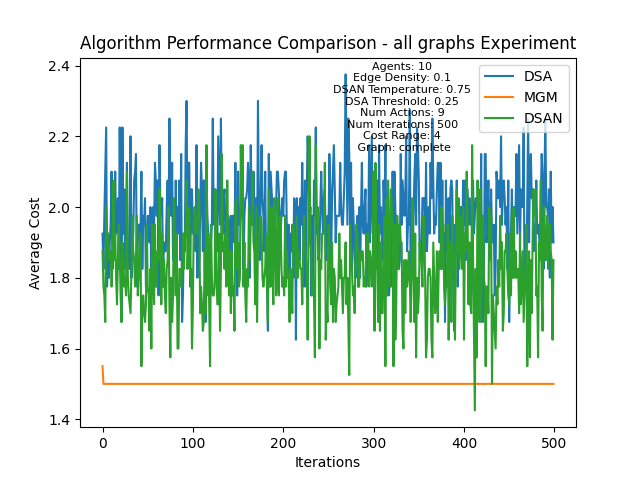 Algorithm Performance Comparison - all graphs Experiment
Agents: 10
Edge Density: 0.1
DSAN Temperature: 0.75
DSA Threshold: 0.25
Num Actions: 9
Num Iterations: 500
Cost Range: 4
Graph: complete
DSA
MGM
DSAN
2.4
2.2
2.0
1.8
1.6
1.4
Average Cost
0 100 200 300 400 500
Iterations